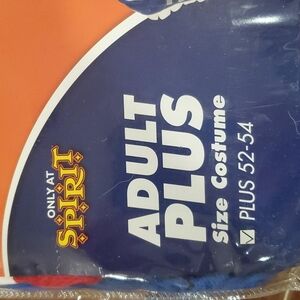 ONLY AT
SPIRIT
ADULT
PLUS
Size Costume
PLUS 52-54